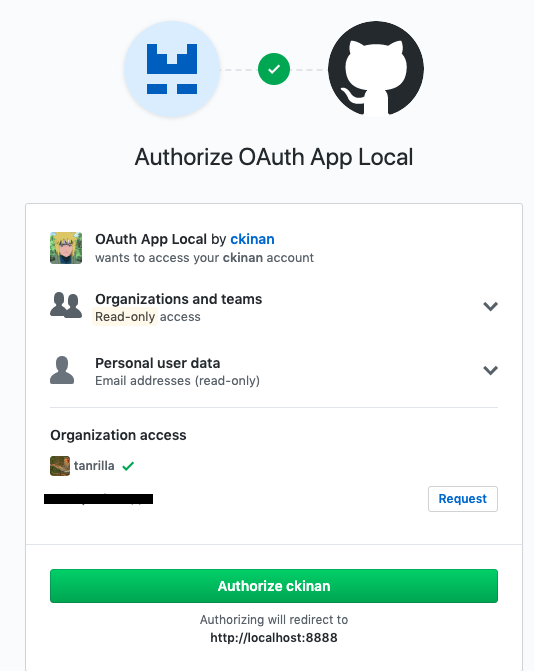 Authorize OAuth App Local
OAuth App Local by ckinan
wants to access your ckinan account
Organizations and teams
Read-only access
Personal user data
Email addresses (read-only)
Organization access
tanrilla
Request
Authorize ckinan
Authorizing will redirect to
http://localhost:8888